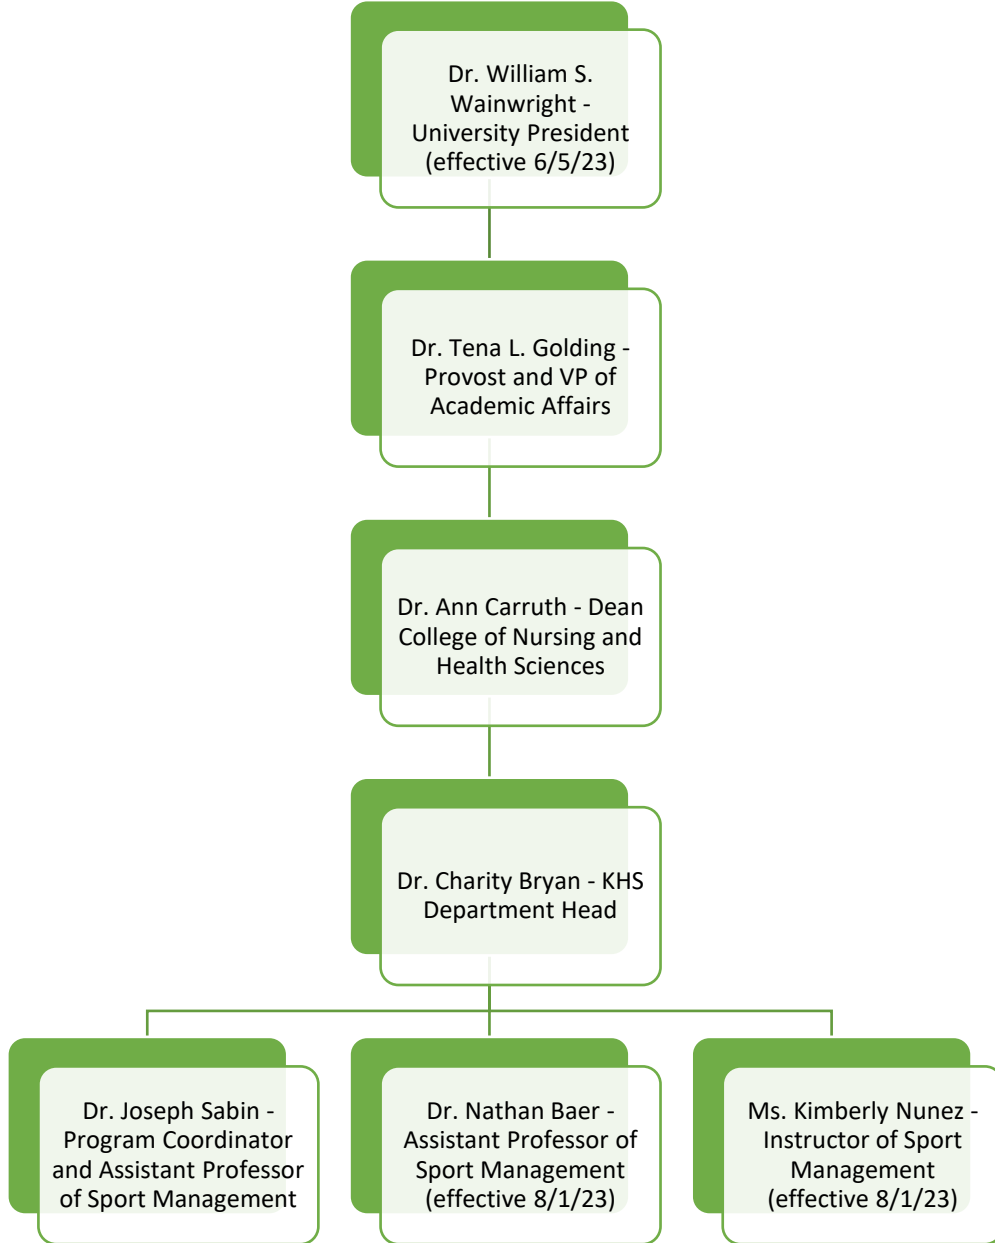 Dr. William S.
Wainwright -
University President
(effective 6/5/23)
Dr. Tena L. Golding -
Provost and VP of
Academic Affairs
Dr. Ann Carruth - Dean
College of Nursing and
Health Sciences
Dr. Charity Bryan - KHS
Department Head
Dr. Joseph Sabin -
Program Coordinator
and Assistant Professor
of Sport Management
Dr. Nathan Baer -
Assistant Professor of
Sport Management
(effective 8/1/23)
Ms. Kimberly Nunez -
Instructor of Sport
Management
(effective 8/1/23)